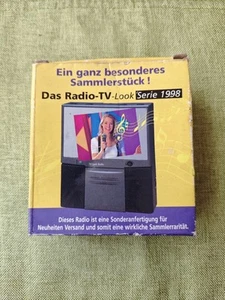 Ein ganz besonderes
Sammlerstück !
Das Radio-TV-Look Serie 1998
Dieses Radio ist eine Sonderanfertigung für
Neuheiten Versand und somit eine wirkliche Sammlerrarität.